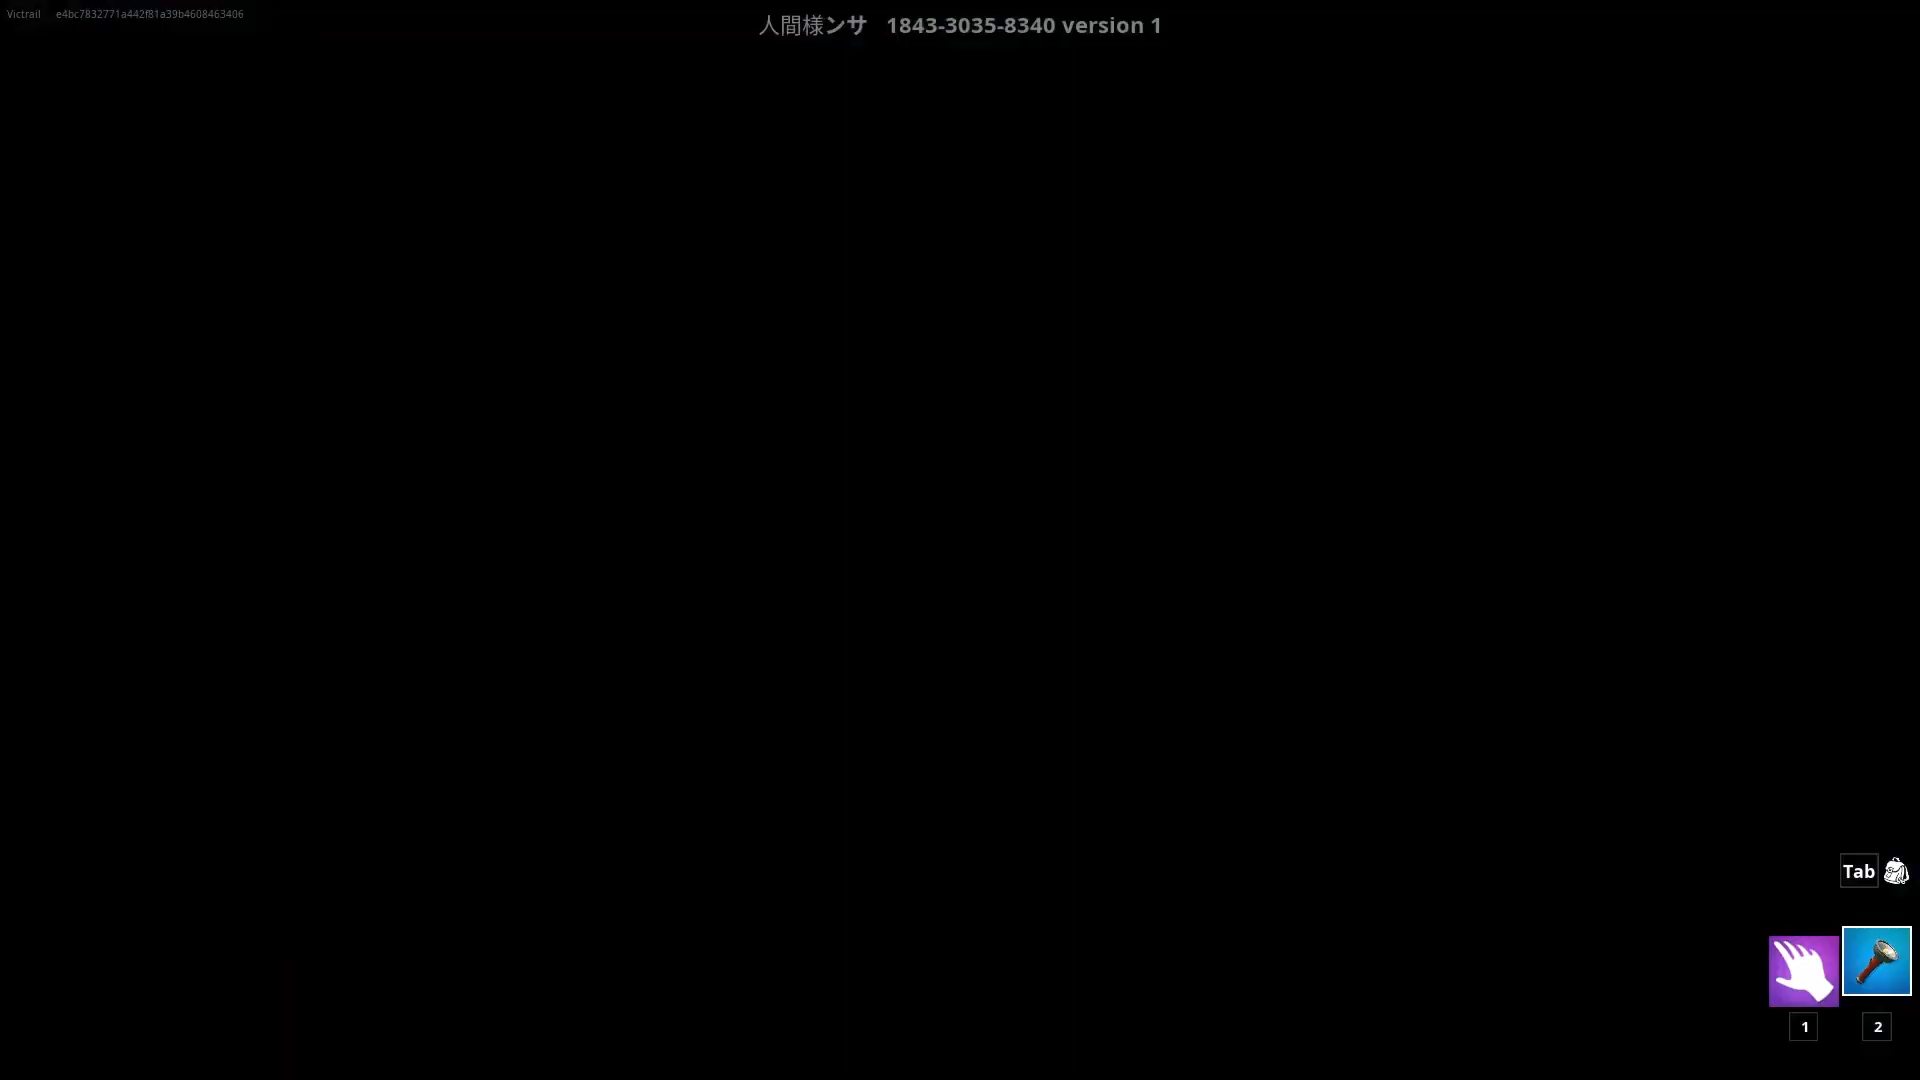 Victrail e4bc7832771a442f81a39b4608463406
人間様ンサ 1843-3035-8340 version 1
Tab
1 2